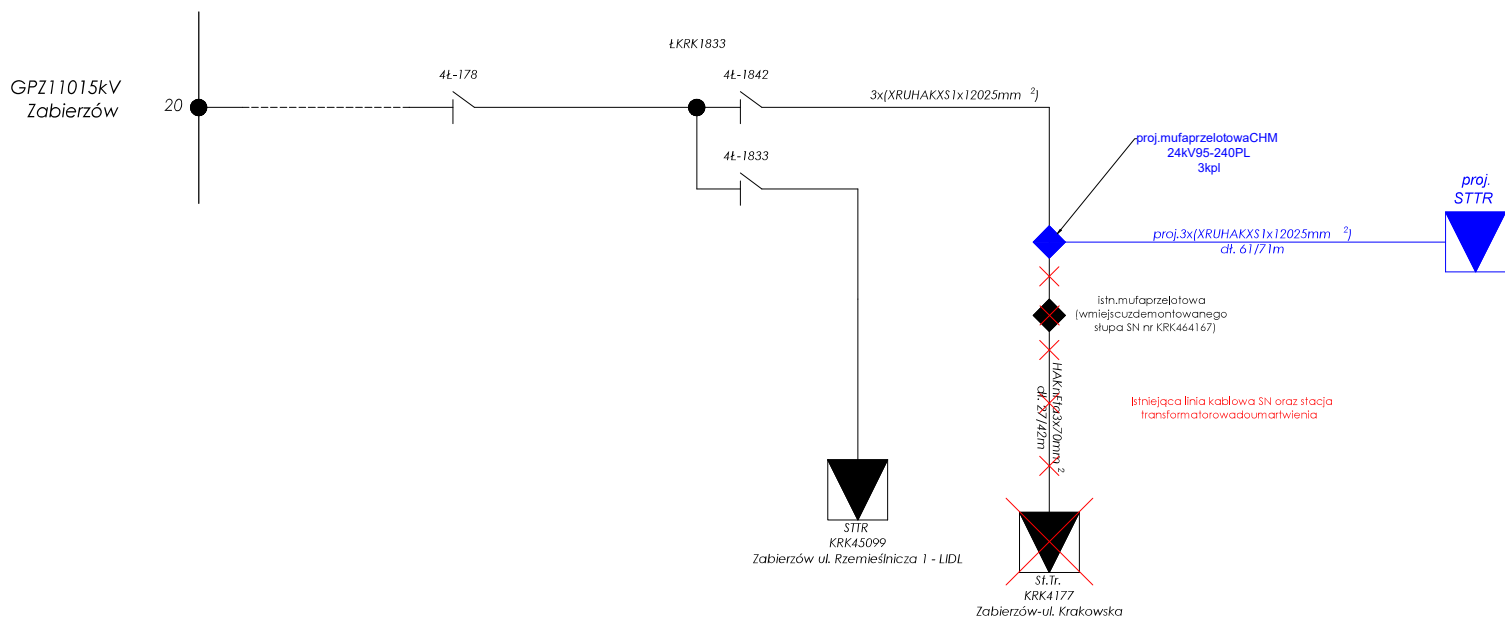 GPZ11015kV
Zabierzów
20
4Ł-178
ŁKRK1833
4Ł-1842
4Ł-1833
3x(XRUHAKXS1x12025mm ²)
proj.mufaprzelotowaCHM
24kV95-240PL
3kpl
proj.
STTR
proj.3x(XRUHAKXS1x12025mm ²)
dł. 61/71m
istn.mufaprzelotowa
(wmiejscuzdemontowanego
słupa SN nr KRK464167)
HAKnFta3x70mm ²
dł. 27/42m
Istniejąca linia kablowa SN oraz stacja
transformatorowadoumartwienia
STTR
KRK45099
Zabierzów ul. Rzemieślnicza 1 - LIDL
St.Tr.
KRK4177
Zabierzów-ul. Krakowska